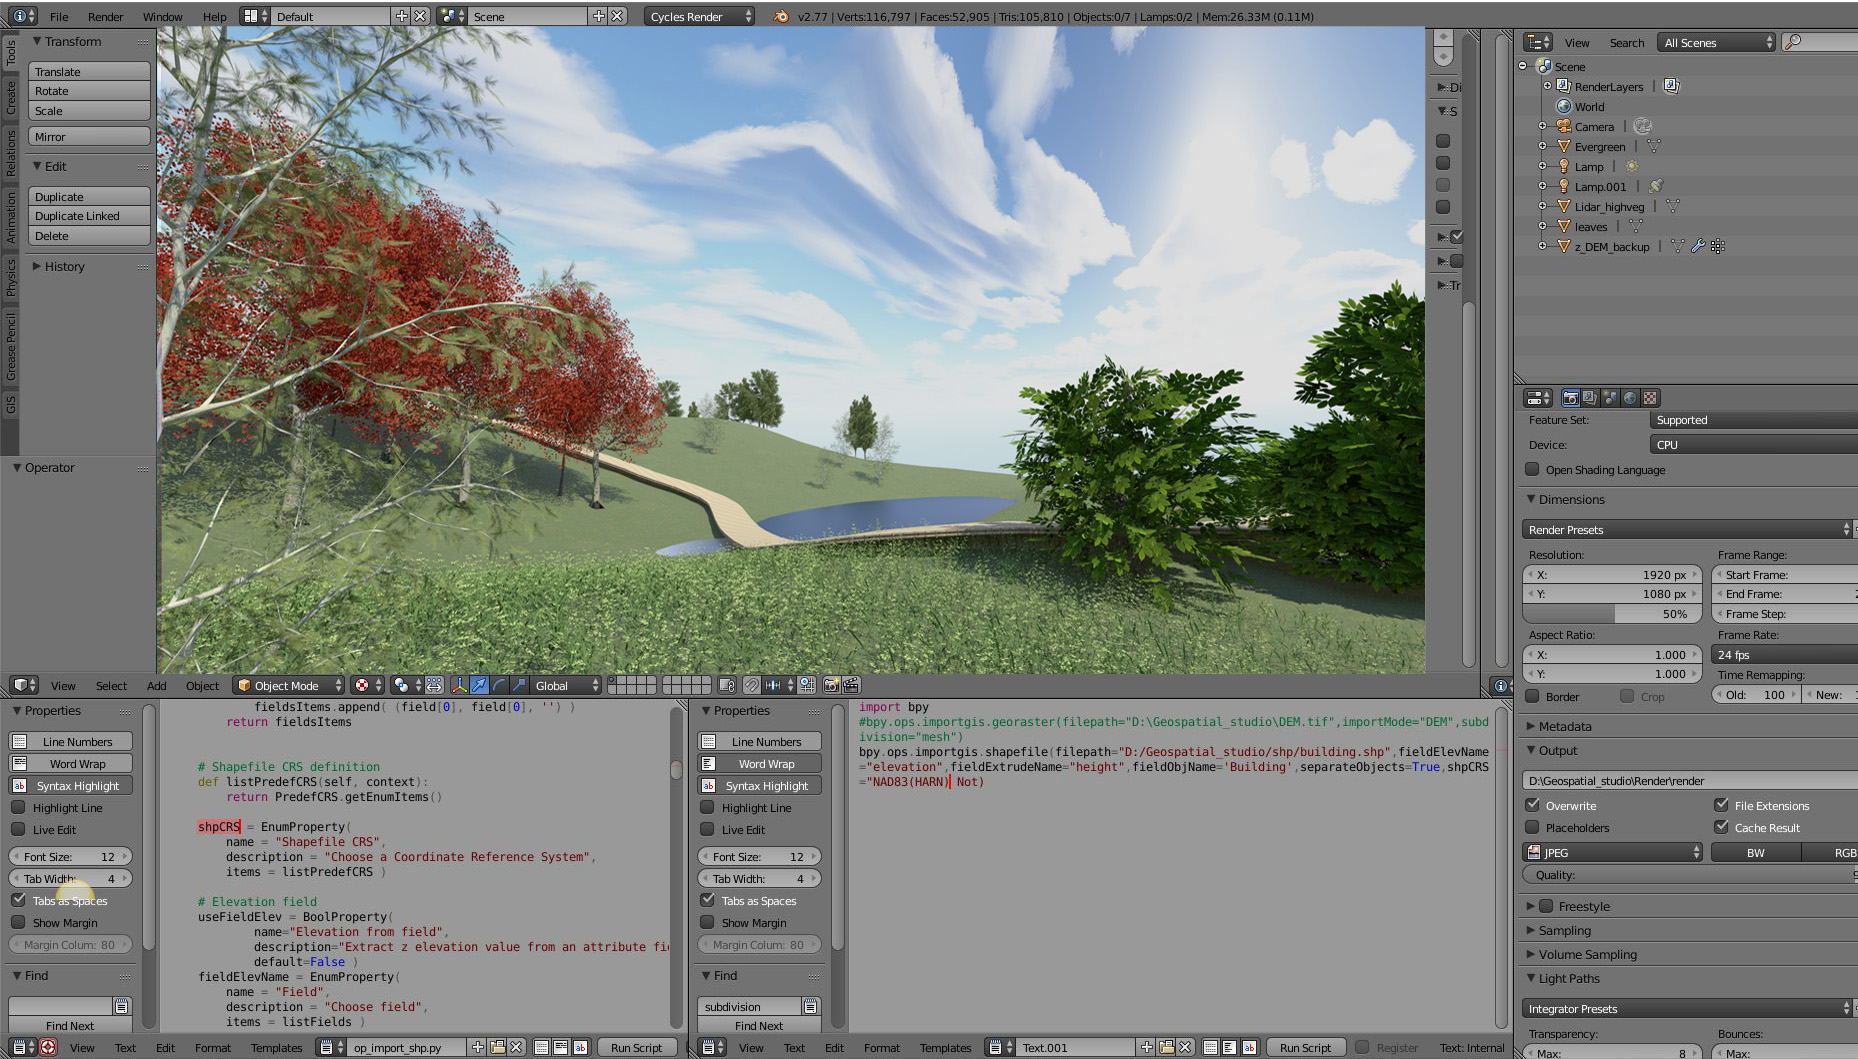 File Render Window Help Default Scene Cycles Render v2.77 | Verts:116,797 | Faces:52,905 | Tris:105,810 | Objects:0/7 | Lamps:0/2 | Mem:26.33M (0.11M)
Tools
Create
Relations
Animation
Physics
Grease Pencil
GIS
Transform
Translate
Rotate
Scale
Mirror
Edit
Duplicate
Duplicate Linked
Delete
History
Operator
Di
S
Tr
View Search All Scenes
Scene
RenderLayers
World
Camera
Evergreen
Lamp
Lamp.001
Lidar_highveg
leaves
z_DEM_backup
Feature Set: Supported
Device: CPU
Open Shading Language
Dimensions
Render Presets
Resolution: Frame Range:
X: 1920 px Start Frame:
Y: 1080 px End Frame:
50% Frame Step:
Aspect Ratio: Frame Rate:
X: 1.000 24 fps
Y: 1.000 Time Remapping:
Border Crop Old: 100 New:
Metadata
Output
D:\Geospatial_studio\Render\render
Overwrite File Extensions
Placeholders Cache Result
JPEG BW RGB
Quality:
Freestyle
Sampling
Volume Sampling
Light Paths
Integrator Presets
Transparency: Bounces:
Max: 8 Max:
View Select Add Object Object Mode Global
Properties
Line Numbers
Word Wrap
Syntax Highlight
Highlight Line
Live Edit
Font Size: 12
Tab Width: 4
Tabs as Spaces
Show Margin
Margin Colum: 80
Find
Find Next
fieldsItems.append( (field[0], field[0], '') )
return fieldsItems
# Shapefile CRS definition
def listPredefCRS(self, context):
return PredefCRS.getEnumItems()
shpCRS = EnumProperty(
name = "Shapefile CRS",
description = "Choose a Coordinate Reference System",
items = listPredefCRS )
# Elevation field
useFieldElev = BoolProperty(
name="Elevation from field",
description="Extract z elevation value from an attribute fi
default=False )
fieldElevName = EnumProperty(
name = "Field",
description = "Choose field",
items = listFields )
View Text Edit Format Templates op_import_shp.py Run Script
Properties
Line Numbers
Word Wrap
Syntax Highlight
Highlight Line
Live Edit
Font Size: 12
Tab Width: 4
Tabs as Spaces
Show Margin
Margin Colum: 80
Find
subdivision
Find Next
import bpy
#bpy.ops.importgis.georaster(filepath="D:\Geospatial_studio\DEM.tif",importMode="DEM",subd
ivision="mesh")
bpy.ops.importgis.shapefile(filepath="D:/Geospatial_studio/shp/building.shp",fieldElevName
="elevation",fieldExtrudeName="height",fieldObjName='Building',separateObjects=True,shpCRS
="NAD83(HARN) Not)
View Text Edit Format Templates Text.001 Run Script Register Text: Internal